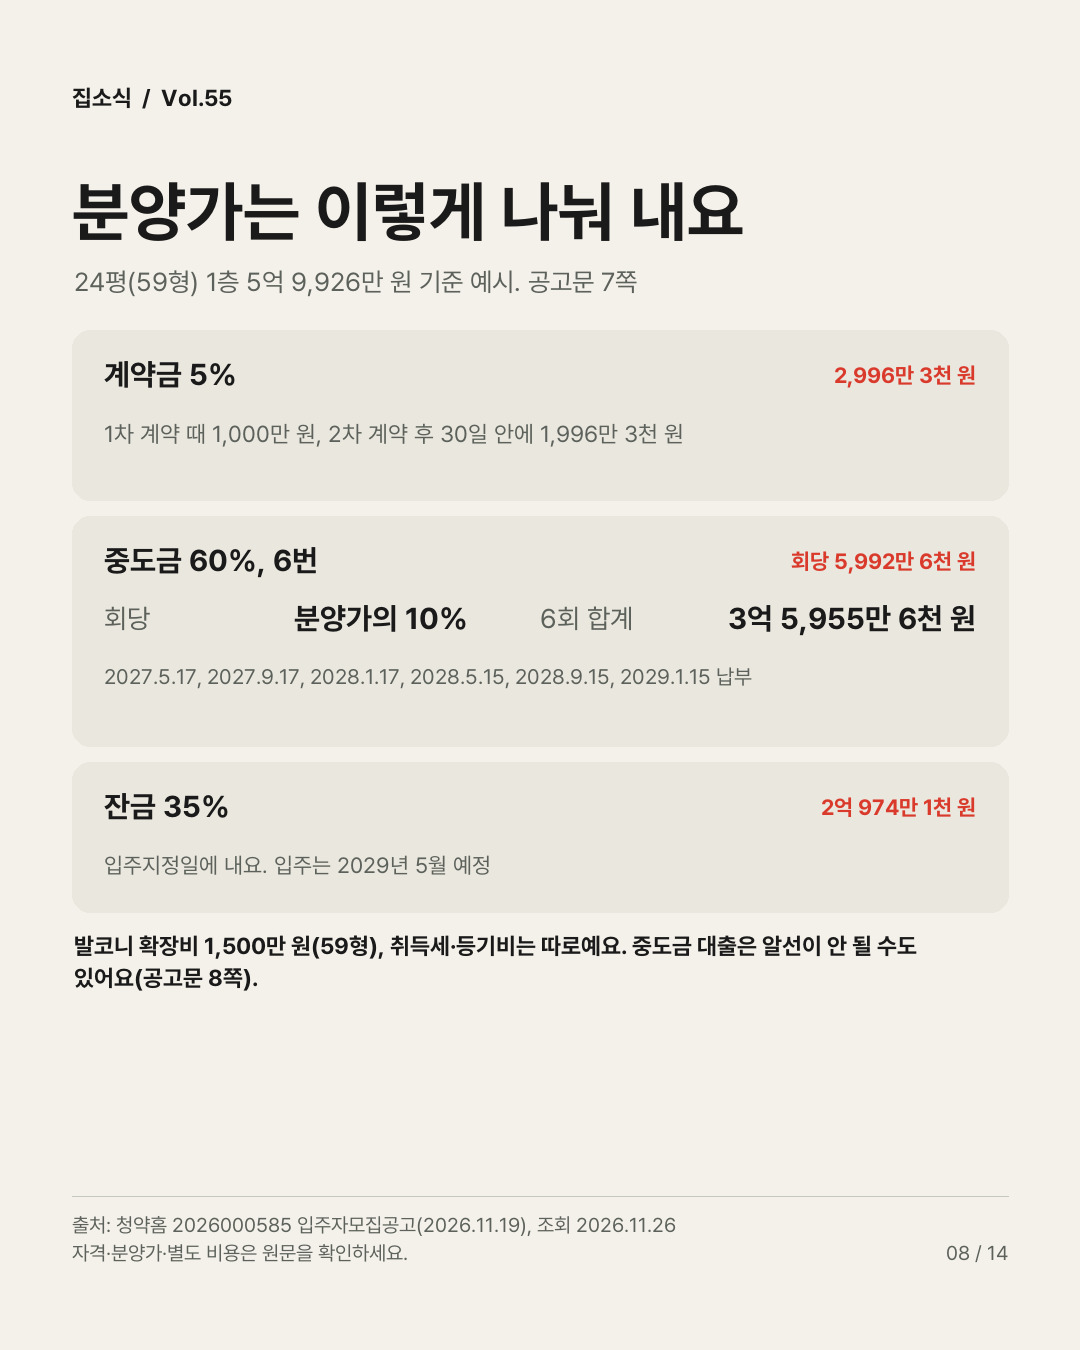 집소식 / Vol.55
분양가는 이렇게 나눠 내요
24평(59형) 1층 5억 9,926만 원 기준 예시. 공고문 7쪽
계약금 5%
2,996만 3천 원
1차 계약 때 1,000만 원, 2차 계약 후 30일 안에 1,996만 3천 원
중도금 60%, 6번
회당 5,992만 6천 원
회당 분양가의 10% 6회 합계 3억 5,955만 6천 원
2027.5.17, 2027.9.17, 2028.1.17, 2028.5.15, 2028.9.15, 2029.1.15 납부
잔금 35%
2억 974만 1천 원
입주지정일에 내요. 입주는 2029년 5월 예정
발코니 확장비 1,500만 원(59형), 취득세·등기비는 따로예요. 중도금 대출은 알선이 안 될 수도
있어요(공고문 8쪽).
출처: 청약홈 2026000585 입주자모집공고(2026.11.19), 조회 2026.11.26
자격·분양가·별도 비용은 원문을 확인하세요.
08 / 14